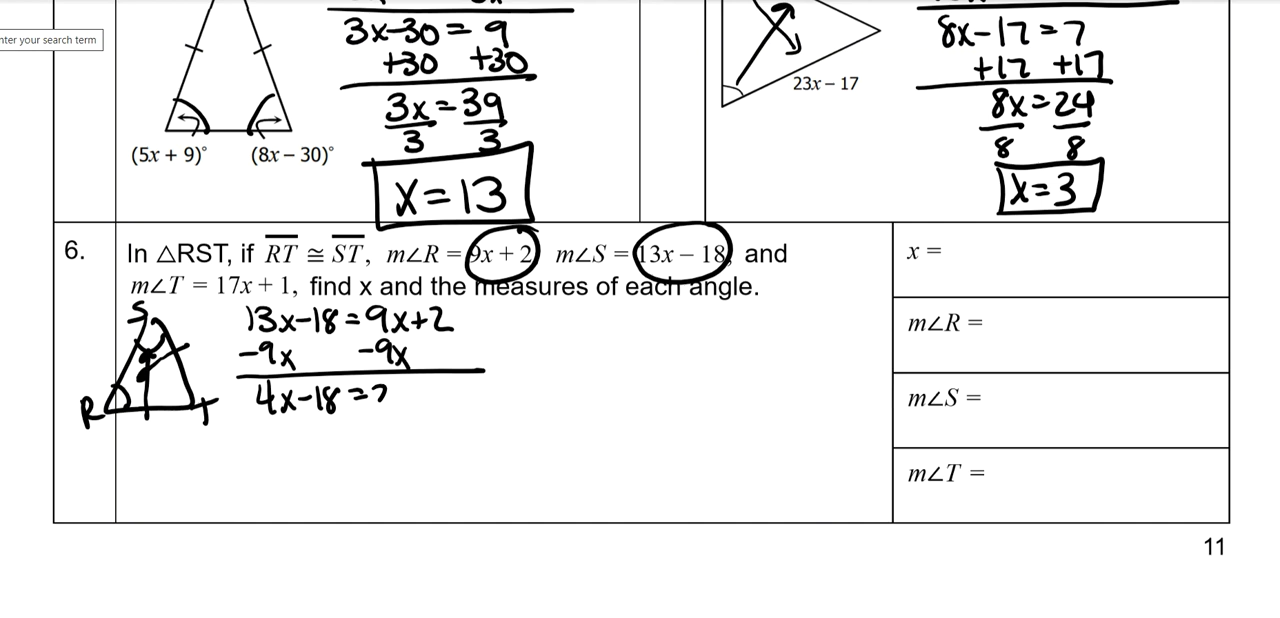 nter your search term
3x-30=9
+30 +30
3x=39
3 3
x=13
(5x + 9)° (8x – 30)°
23x – 17
8x-17=7
+17 +17
8x=24
8 8
x=3
6. In △RST, if RT ≅ ST, m∠R = 9x + 2, m∠S = 13x – 18, and
m∠T = 17x + 1, find x and the measures of each angle.
S
R T
13x-18=9x+2
-9x -9x
4x-18=2
x =
m∠R =
m∠S =
m∠T =
11